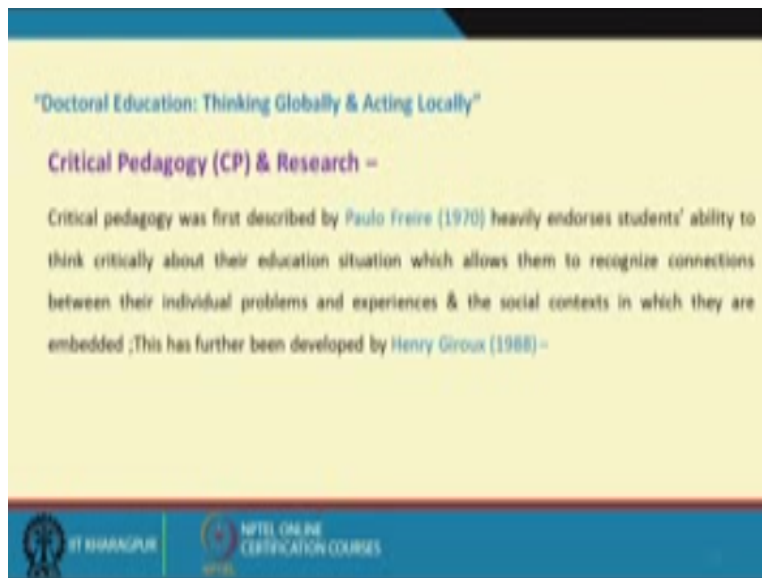 "Doctoral Education: Thinking Globally & Acting Locally"
Critical Pedagogy (CP) & Research –
Critical pedagogy was first described by Paulo Freire (1970) heavily endorses students' ability to
think critically about their education situation which allows them to recognize connections
between their individual problems and experiences & the social contexts in which they are
embedded ;This has further been developed by Henry Giroux (1988) –
IIT KHARAGPUR
NPTEL ONLINE
CERTIFICATION COURSES
NPTEL